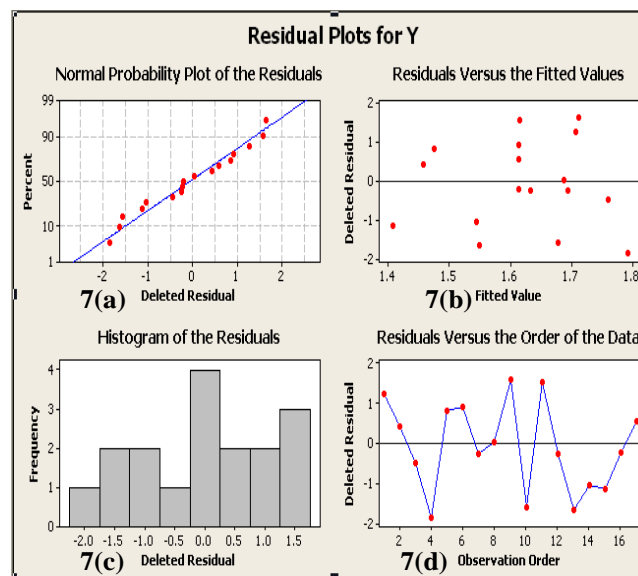 Residual Plots for Y
Normal Probability Plot of the Residuals
99
90
50
10
1
Percent
-2 -1 0 1 2
7(a) Deleted Residual
Residuals Versus the Fitted Values
2
1
0
-1
-2
Deleted Residual
1.4 1.5 1.6 1.7 1.8
7(b) Fitted Value
Histogram of the Residuals
4
3
2
1
0
Frequency
-2.0 -1.5 -1.0 -0.5 0.0 0.5 1.0 1.5
7(c) Deleted Residual
Residuals Versus the Order of the Data
2
1
0
-1
-2
Deleted Residual
2 4 6 8 10 12 14 16
7(d) Observation Order